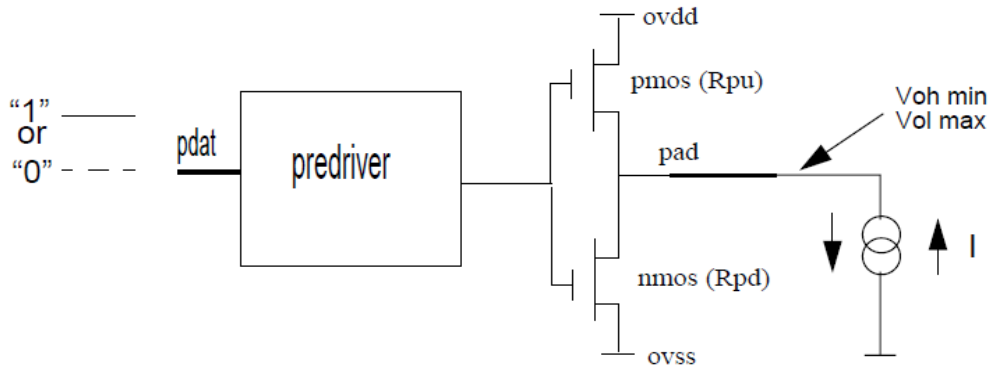 ovdd
pmos (Rpu)
Voh min
Vol max
“1”
or
“0”
pdat
predriver
pad
I
nmos (Rpd)
ovss